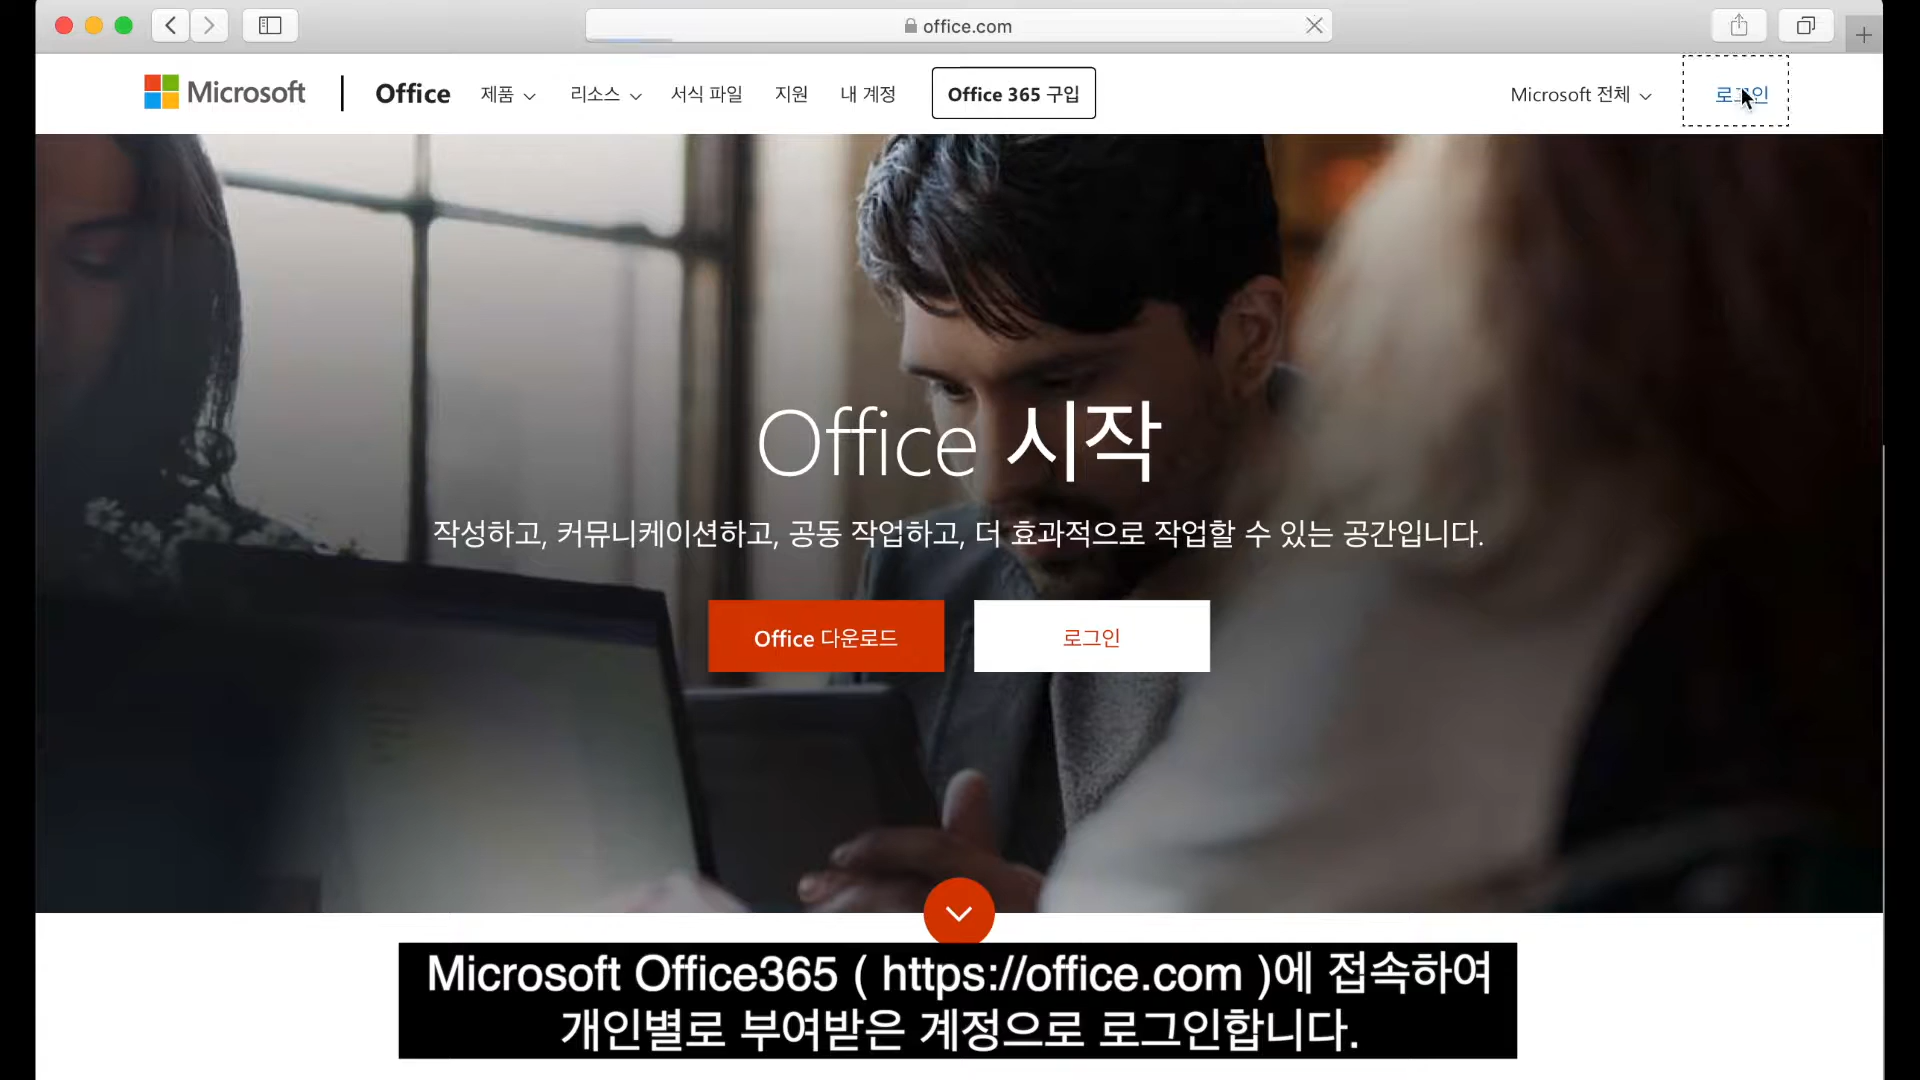 office.com
Microsoft
Office
제품
리소스
서식 파일
지원
내 계정
Office 365 구입
Microsoft 전체
로그인
Office 시작
작성하고, 커뮤니케이션하고, 공동 작업하고, 더 효과적으로 작업할 수 있는 공간입니다.
Office 다운로드
로그인
Microsoft Office365 ( https://office.com )에 접속하여
개인별로 부여받은 계정으로 로그인합니다.